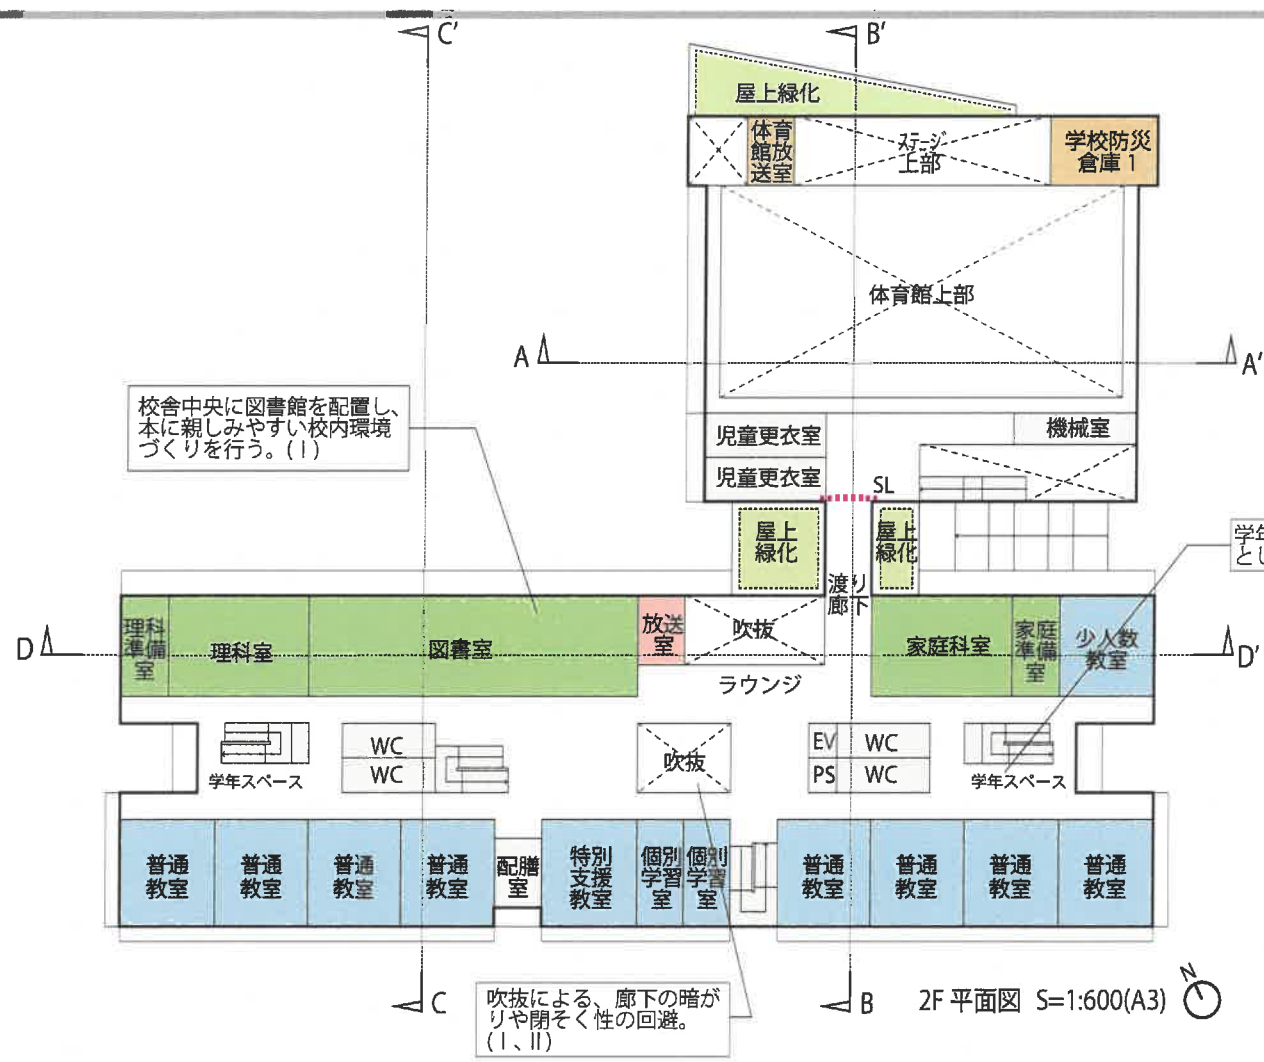 C'
B'
屋上緑化
体育
館放
送室
ステージ
上部
学校防災
倉庫1
体育館上部
A
A'
校舎中央に図書館を配置し、
本に親しみやすい校内環境
づくりを行う。(I)
児童更衣室
機械室
児童更衣室
SL
屋上
緑化
屋上
緑化
学年
とし
渡り
廊下
理科
準備
室
理科室
図書室
放送
室
吹抜
家庭科室
家庭
準備
室
少人数
教室
D
D'
ラウンジ
WC
WC
吹抜
EV
WC
PS
WC
学年スペース
学年スペース
普通
教室
普通
教室
普通
教室
普通
教室
配膳
室
特別
支援
教室
個別
学習
室
個別
学習
室
普通
教室
普通
教室
普通
教室
普通
教室
C
B
吹抜による、廊下の暗が
りや閉そく性の回避。
(I、II)
2F 平面図 S=1:600(A3)
N